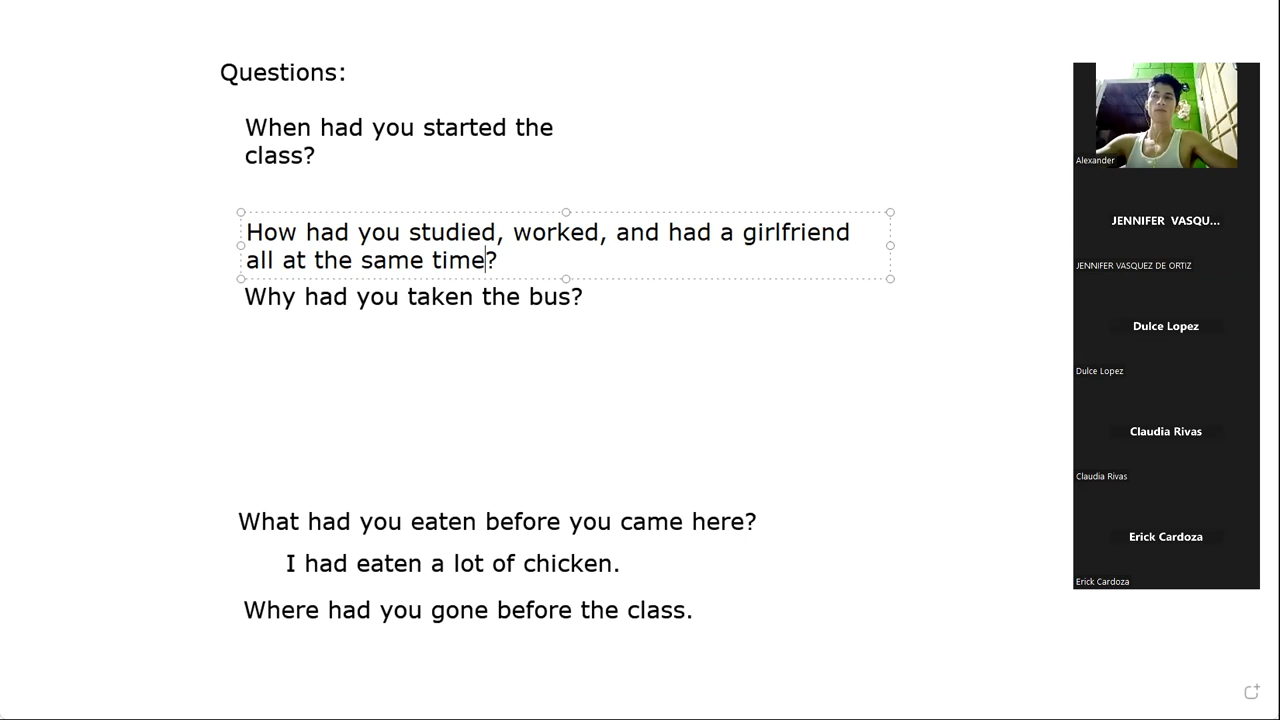 Questions:
When had you started the
class?
How had you studied, worked, and had a girlfriend
all at the same time?
Why had you taken the bus?
What had you eaten before you came here?
I had eaten a lot of chicken.
Where had you gone before the class.
Alexander
JENNIFER VASQU...
JENNIFER VASQUEZ DE ORTIZ
Dulce Lopez
Dulce Lopez
Claudia Rivas
Claudia Rivas
Erick Cardoza
Erick Cardoza